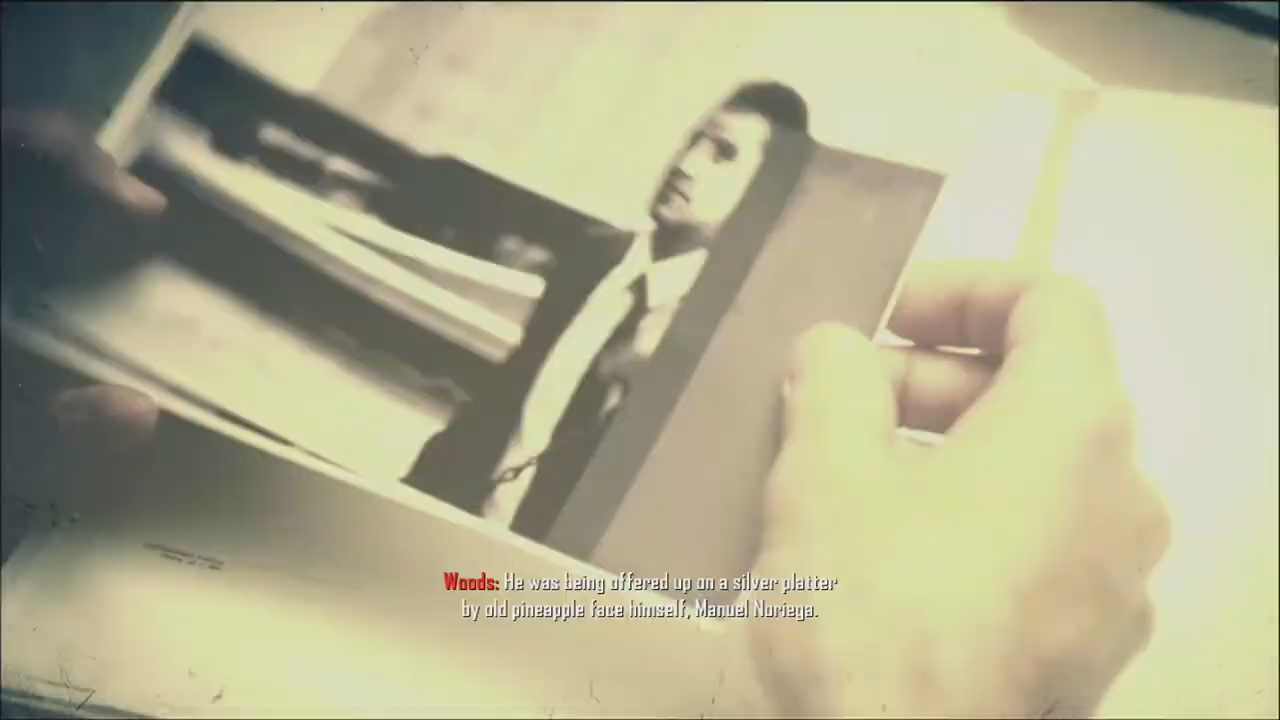 Woods: He was being offered up on a silver platter
by old pineapple face himself, Manuel Noriega.